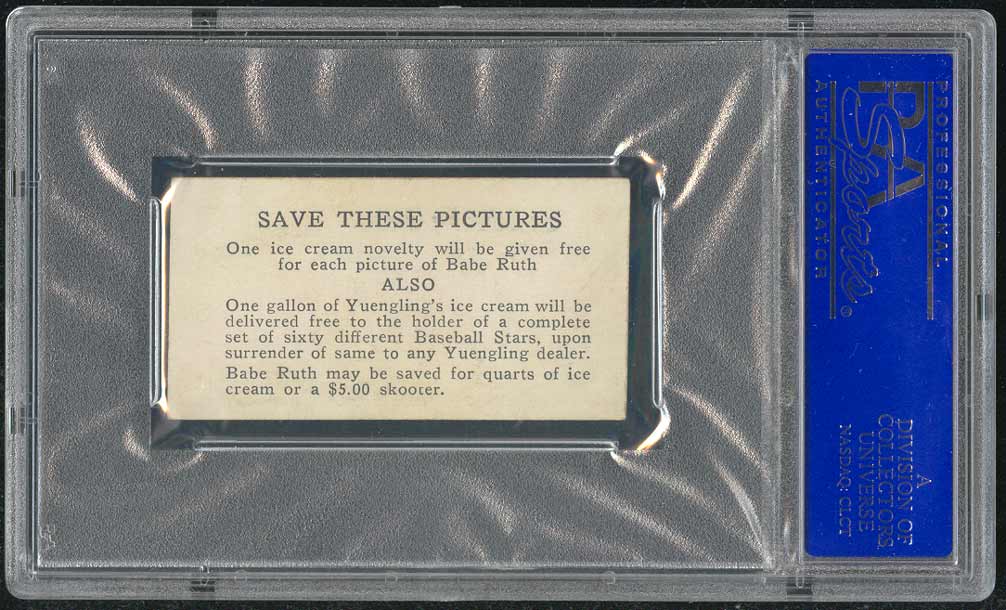 SAVE THESE PICTURES
One ice cream novelty will be given free
for each picture of Babe Ruth
ALSO
One gallon of Yuengling's ice cream will be
delivered free to the holder of a complete
set of sixty different Baseball Stars, upon
surrender of same to any Yuengling dealer.
Babe Ruth may be saved for quarts of ice
cream or a $5.00 skooter.
PROFESSIONAL
PSA
Sports®
AUTHENTICATOR
A
DIVISION OF
COLLECTORS
UNIVERSE
NASDAQ: CLCT